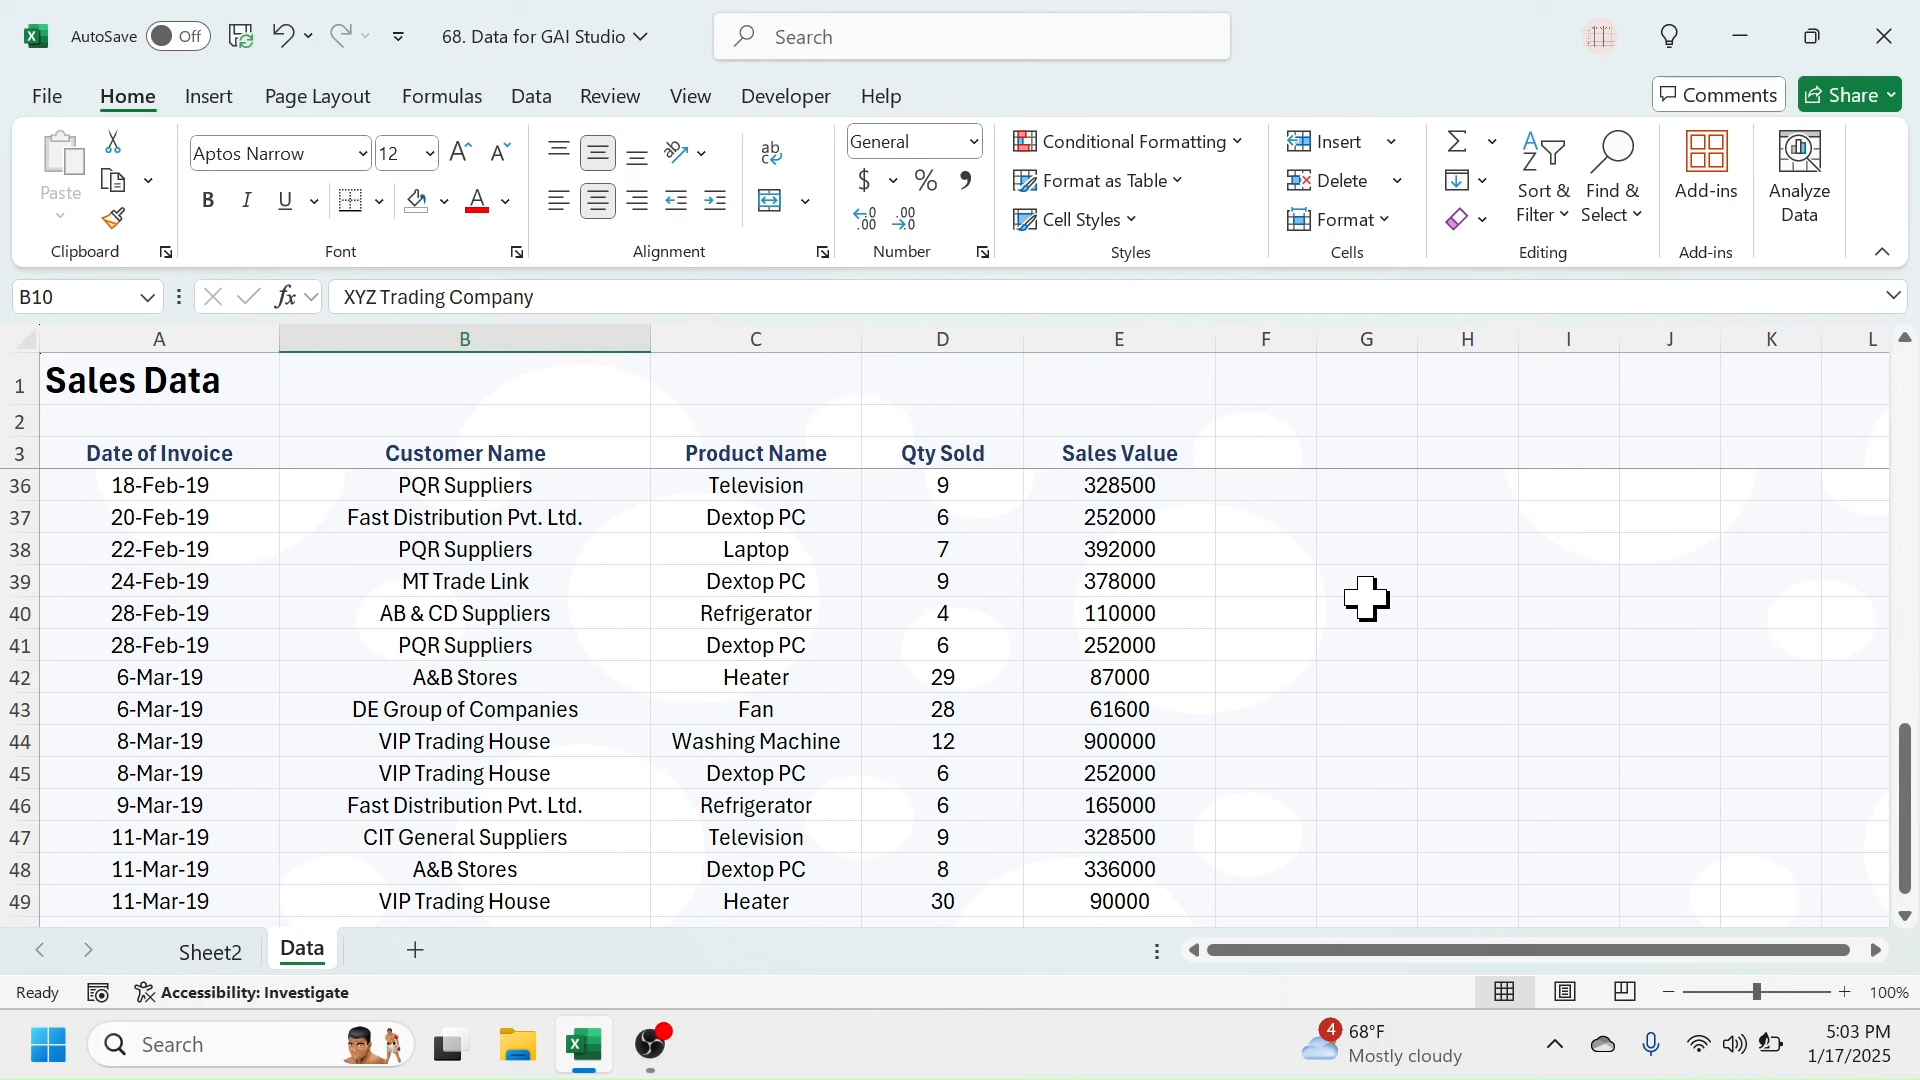 AutoSave Off 68. Data for GAI Studio Search
File Home Insert Page Layout Formulas Data Review View Developer Help Comments Share
Paste
Clipboard
Aptos Narrow 12
B I U A
Font
ab
Alignment
General
$ % 9
Number
Conditional Formatting
Format as Table
Cell Styles
Styles
Insert
Delete
Format
Cells
Sort & Filter
Find & Select
Editing
Add-ins
Add-ins
Analyze Data
B10 fx XYZ Trading Company
A B C D E F G H I J K L
1 Sales Data
2
3 Date of Invoice Customer Name Product Name Qty Sold Sales Value
36 18-Feb-19 PQR Suppliers Television 9 328500
37 20-Feb-19 Fast Distribution Pvt. Ltd. Dextop PC 6 252000
38 22-Feb-19 PQR Suppliers Laptop 7 392000
39 24-Feb-19 MT Trade Link Dextop PC 9 378000
40 28-Feb-19 AB & CD Suppliers Refrigerator 4 110000
41 28-Feb-19 PQR Suppliers Dextop PC 6 252000
42 6-Mar-19 A&B Stores Heater 29 87000
43 6-Mar-19 DE Group of Companies Fan 28 61600
44 8-Mar-19 VIP Trading House Washing Machine 12 900000
45 8-Mar-19 VIP Trading House Dextop PC 6 252000
46 9-Mar-19 Fast Distribution Pvt. Ltd. Refrigerator 6 165000
47 11-Mar-19 CIT General Suppliers Television 9 328500
48 11-Mar-19 A&B Stores Dextop PC 8 336000
49 11-Mar-19 VIP Trading House Heater 30 90000
Sheet2 Data
Ready Accessibility: Investigate 100%
Search 4 68°F 5:03 PM
Mostly cloudy 1/17/2025